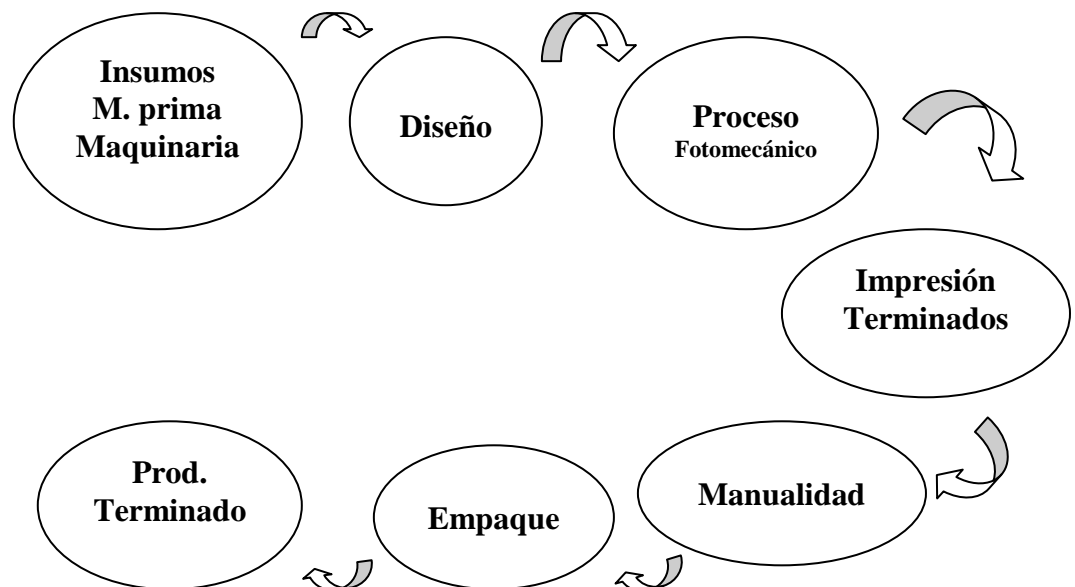 Insumos
M. prima
Maquinaria
Diseño
Proceso
Fotomecánico
Impresión
Terminados
Manualidad
Empaque
Prod.
Terminado